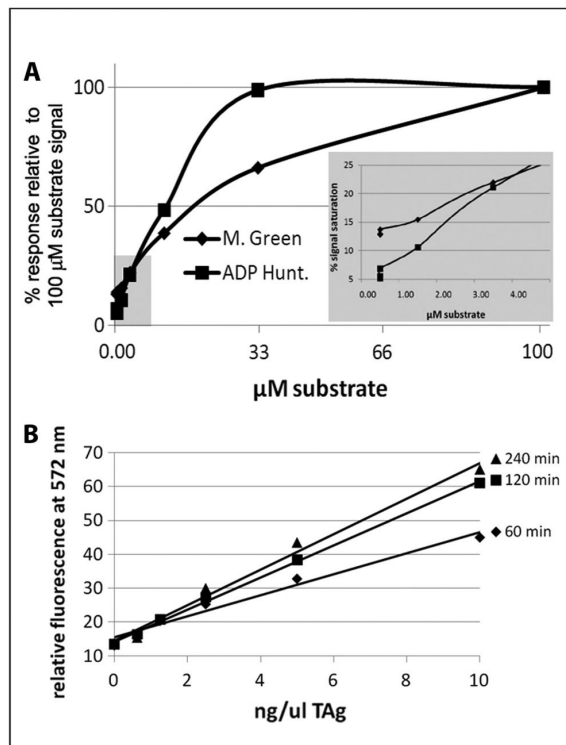 A
% response relative to
100 µM substrate signal
100
50
0
0.00
33
66
100
µM substrate
M. Green
ADP Hunt.
% signal saturation
25
20
15
10
5
0.00
1.00
2.00
3.00
4.00
µM substrate
B
relative fluorescence at 572 nm
70
60
50
40
30
20
10
0
2
4
6
8
10
ng/ul TAg
240 min
120 min
60 min